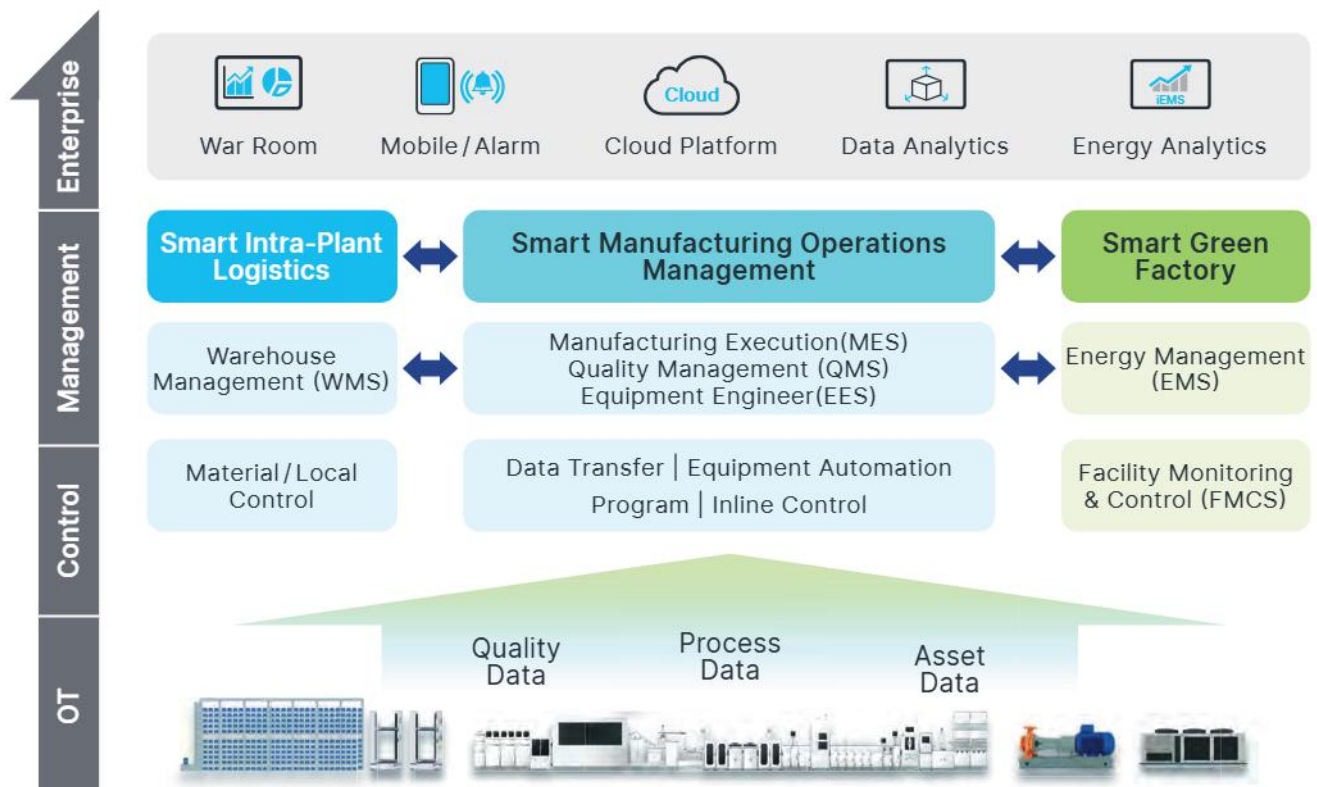 Enterprise
War Room
Mobile/Alarm
Cloud
Cloud Platform
Data Analytics
iEMS
Energy Analytics
Management
Smart Intra-Plant
Logistics
Smart Manufacturing Operations
Management
Smart Green
Factory
Warehouse
Management (WMS)
Manufacturing Execution(MES)
Quality Management (QMS)
Equipment Engineer(EES)
Energy Management
(EMS)
Control
Material/Local
Control
Data Transfer | Equipment Automation
Program | Inline Control
Facility Monitoring
& Control (FMCS)
OT
Quality
Data
Process
Data
Asset
Data